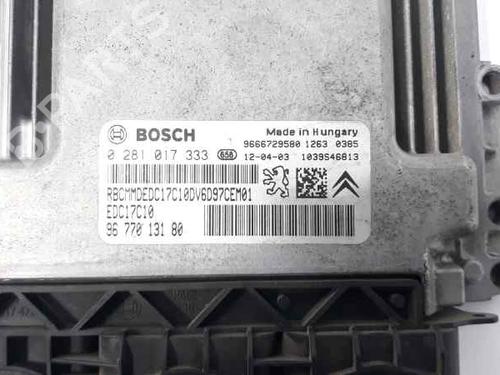 BOSCH
Made in Hungary
9666729580 1263 0385
0 281 017 333 656 12-04-03 1039S46813
RBCMMDEDC17C10DV6D97CEM01
EDC17C10
96 770 131 80